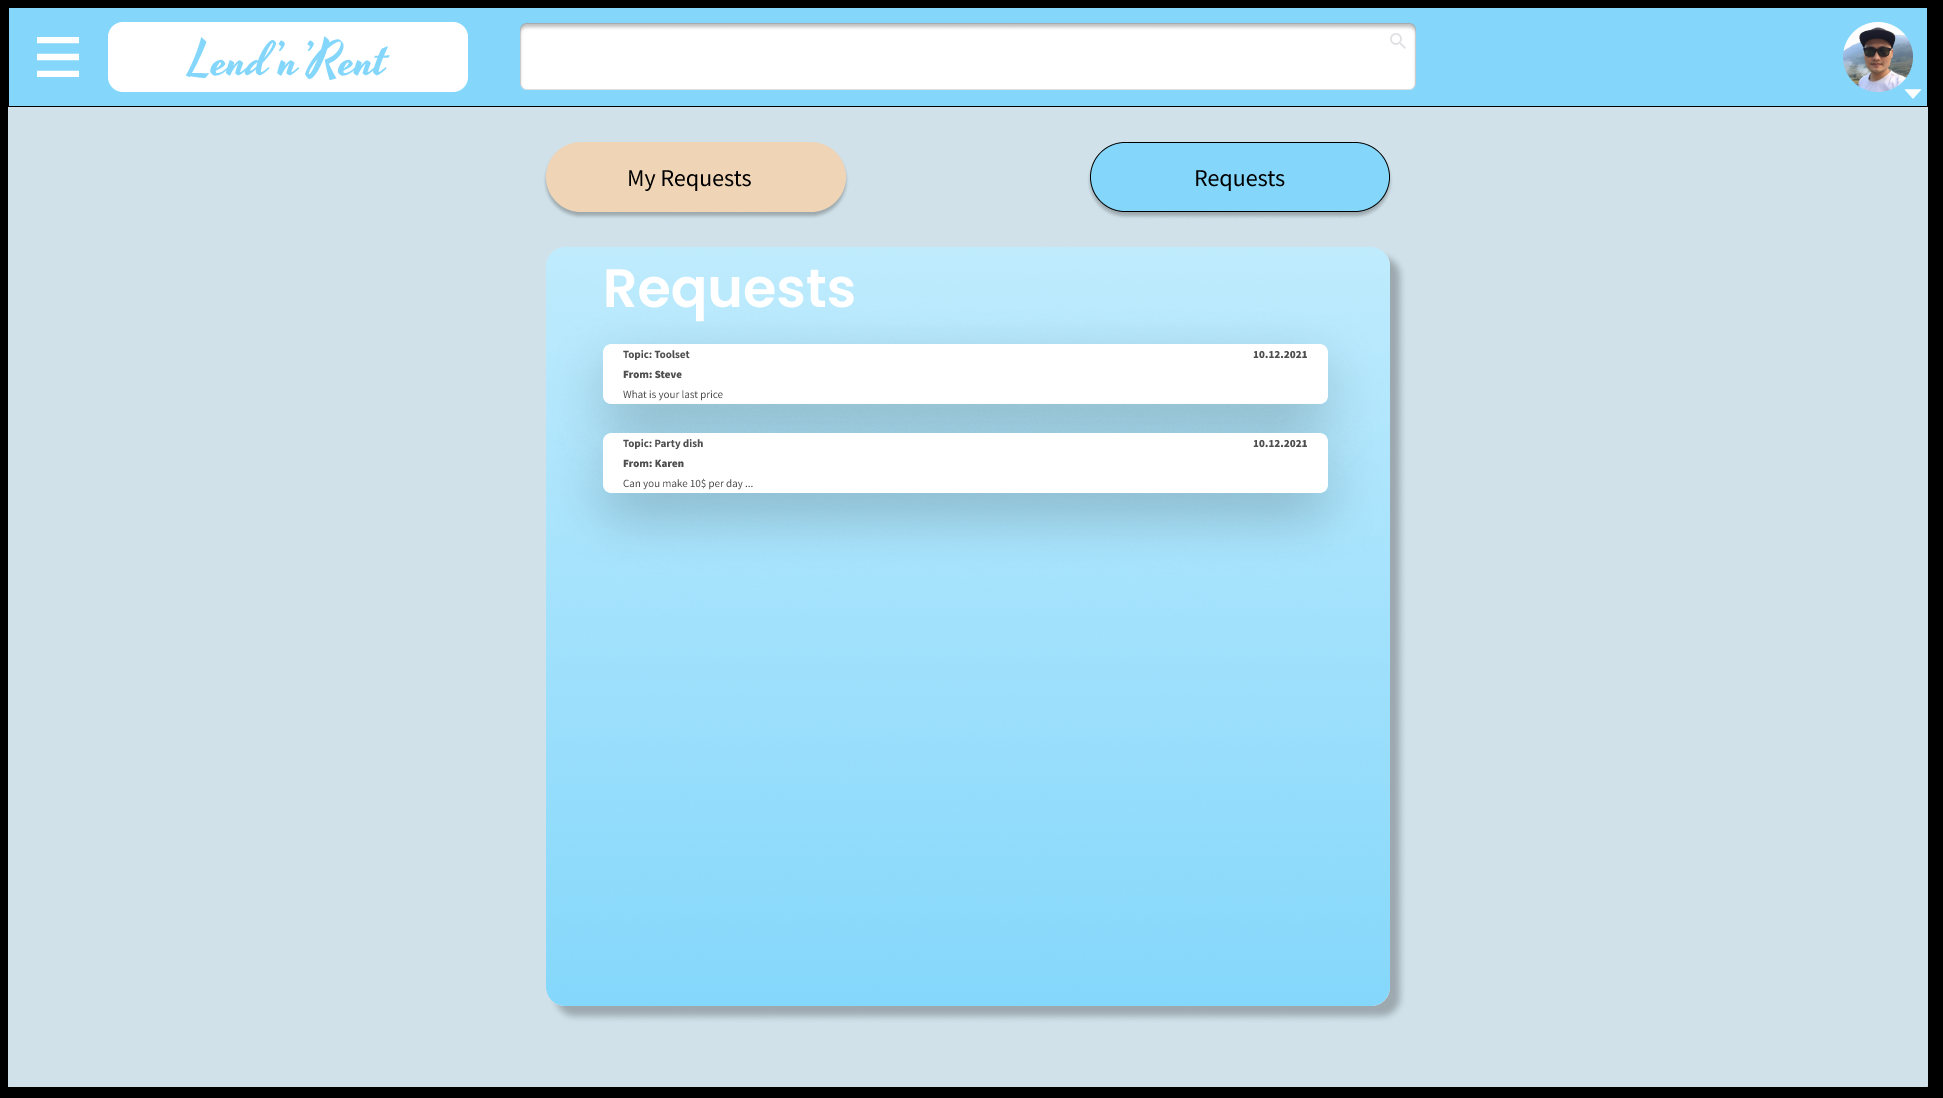 Lend'n'Rent
My Requests
Requests
Requests
Topic: Toolset
10.12.2021
From: Steve
What is your last price
Topic: Party dish
10.12.2021
From: Karen
Can you make 10$ per day ...